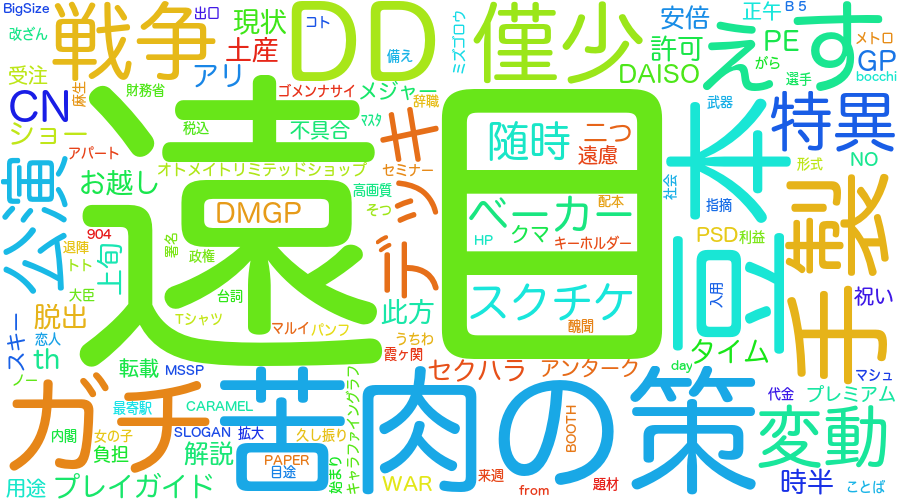 BigSize
改ざん
戦争
出口
コト
備え
DD
ミズゴロウ
僅少
安倍
正午
B5
えす
メトロ
GP
bocchi
現状
土産
アリ
許可
PE
がら
選手
DAISO
受注
麻生
財務省
ゴメンナサイ
メジャー
辞職
CN
ショー
税込
不具合
マスタ
デッキ
武器
特異
遠目
随時
二つ
遠慮
豆本
形式
NO
アパート
オトメイトリミテッドショップ
セミナー
公演
お越し
高画質
そつ
DMGP
ベーカー
配本
社会
指摘
904
署名
政権
HP
クマ
キーホルダー
PSD
利益
手製
退陣
トト
上旬
大臣
台詞
スクチケ
入用
祝い
スキー
脱出
恋人
Tシャツ
マルイ
パンフ
此方
うちわ
醜聞
タイム
day
th
転載
MSSP
霞ヶ関
セクハラ
アンターク
マシュ
ノー
ガチ
最寄駅
CARAMEL
苦肉の策
代金
プレミアム
内閣
女の子
負担
SLOGAN
拡大
久し振り
キャラファイングラフ
始まり
BOOTH
変動
解説
PAPER
目途
用途
プレイガイド
WAR
来週
from
題材
時半
ことば